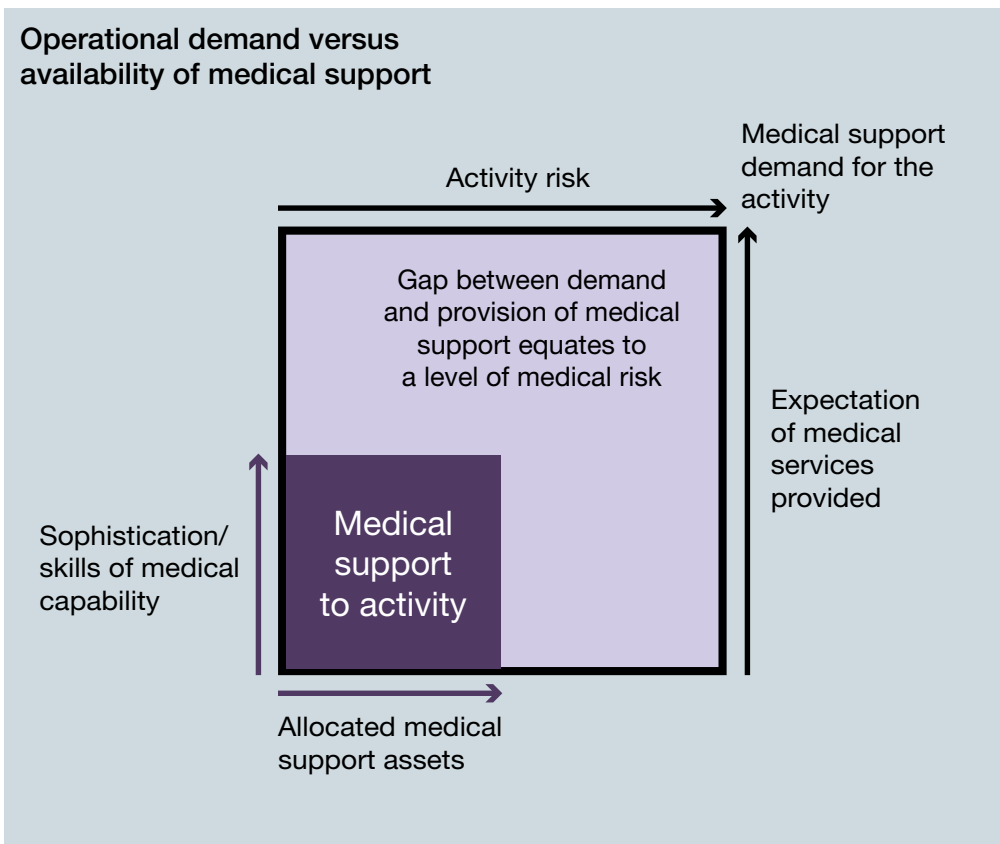 Operational demand versus
availability of medical support
Medical support
demand for the
activity
Activity risk
Gap between demand
and provision of medical
support equates to
a level of medical risk
Expectation
of medical
services
provided
Sophistication/
skills of medical
capability
Medical
support
to activity
Allocated medical
support assets